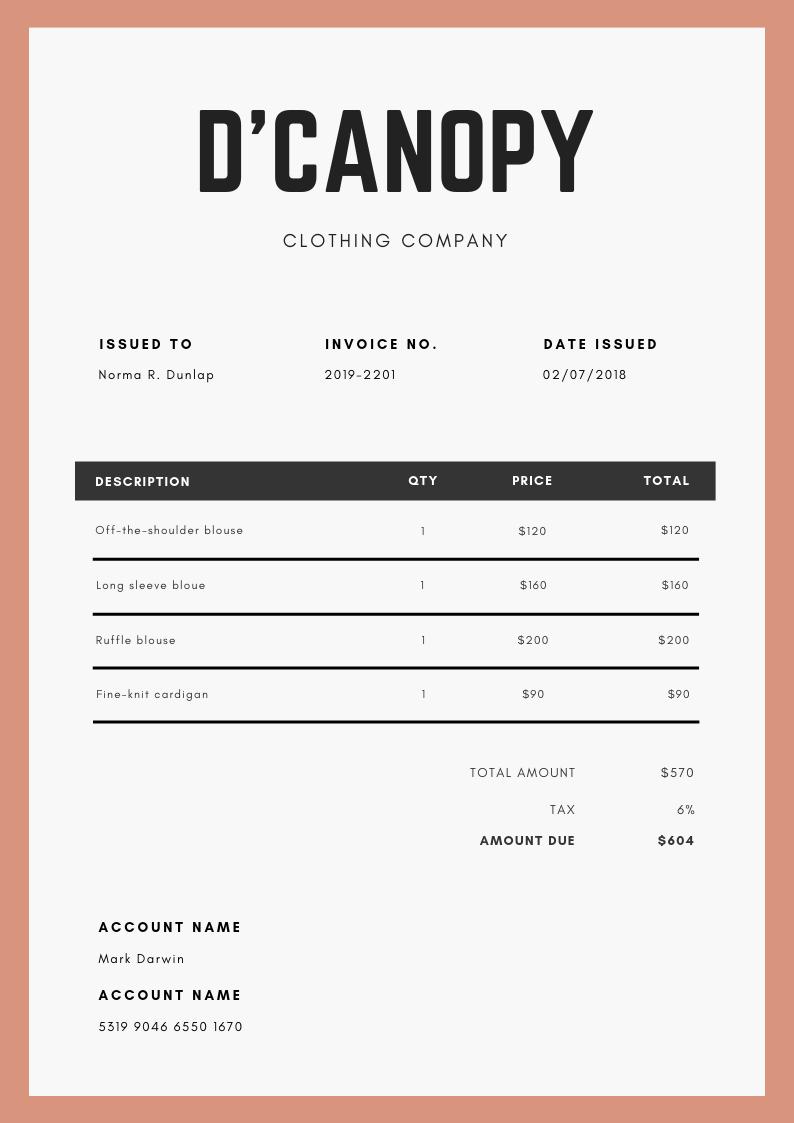 D'CANOPY
CLOTHING COMPANY
ISSUED TO INVOICE NO. DATE ISSUED
Norma R. Dunlap 2019-2201 02/07/2018
DESCRIPTION QTY PRICE TOTAL
Off-the-shoulder blouse 1 $120 $120
Long sleeve bloue 1 $160 $160
Ruffle blouse 1 $200 $200
Fine-knit cardigan 1 $90 $90
TOTAL AMOUNT $570
TAX 6%
AMOUNT DUE $604
ACCOUNT NAME
Mark Darwin
ACCOUNT NAME
5319 9046 6550 1670